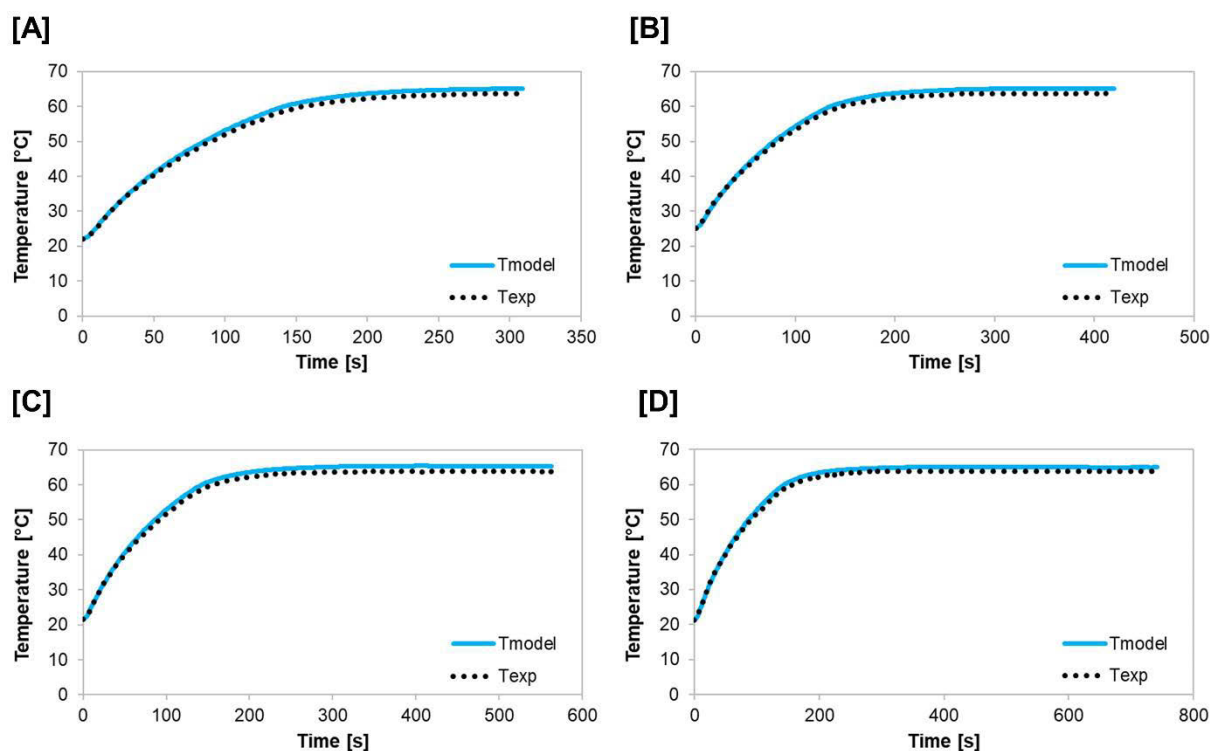 [A]
70
60
50
40
30
20
10
0
Temperature [°C]
Tmodel
Texp
0 50 100 150 200 250 300 350
Time [s]
[B]
70
60
50
40
30
20
10
0
Temperature [°C]
Tmodel
Texp
0 100 200 300 400 500
Time [s]
[C]
70
60
50
40
30
20
10
0
Temperature [°C]
Tmodel
Texp
0 100 200 300 400 500 600
Time [s]
[D]
70
60
50
40
30
20
10
0
Temperature [°C]
Tmodel
Texp
0 200 400 600 800
Time [s]